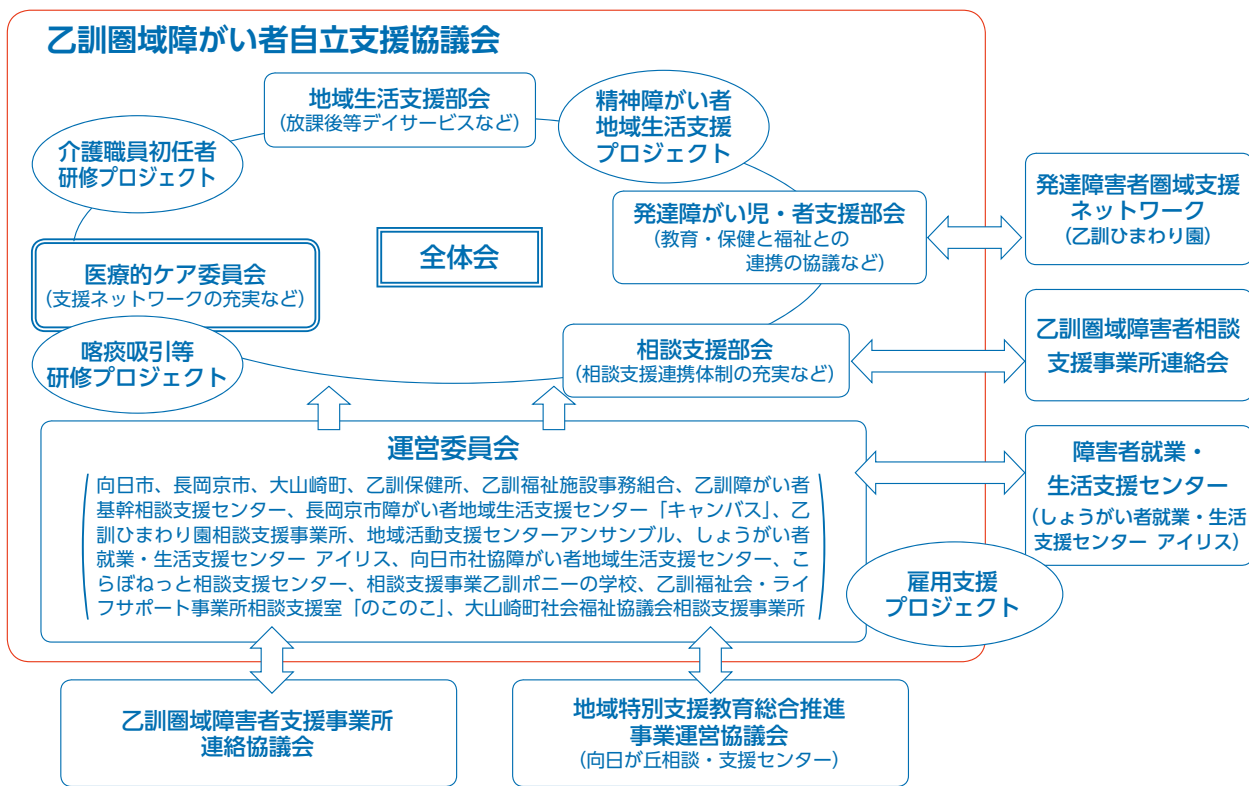 乙訓圏域障がい者自立支援協議会
地域生活支援部会
（放課後等デイサービスなど）
精神障がい者
地域生活支援
プロジェクト
介護職員初任者
研修プロジェクト
発達障がい児・者支援部会
（教育・保健と福祉との
連携の協議など）
発達障害者圏域支援
ネットワーク
（乙訓ひまわり園）
全体会
医療的ケア委員会
（支援ネットワークの充実など）
喀痰吸引等
研修プロジェクト
相談支援部会
（相談支援連携体制の充実など）
乙訓圏域障害者相談
支援事業所連絡会
運営委員会
向日市、長岡京市、大山崎町、乙訓保健所、乙訓福祉施設事務組合、乙訓障がい者
基幹相談支援センター、長岡京市障がい者地域生活支援センター「キャンバス」、乙
訓ひまわり園相談支援事業所、地域活動支援センターアンサンブル、しょうがい者
就業・生活支援センター アイリス、向日市社協障がい者地域生活支援センター、こ
らぼねっと相談支援センター、相談支援事業乙訓ポニーの学校、乙訓福祉会・ライ
フサポート事業所相談支援室「のこのこ」、大山崎町社会福祉協議会相談支援事業所
障害者就業・
生活支援センター
（しょうがい者就業・生活
支援センター アイリス）
雇用支援
プロジェクト
乙訓圏域障害者支援事業所
連絡協議会
地域特別支援教育総合推進
事業運営協議会
（向日が丘相談・支援センター）